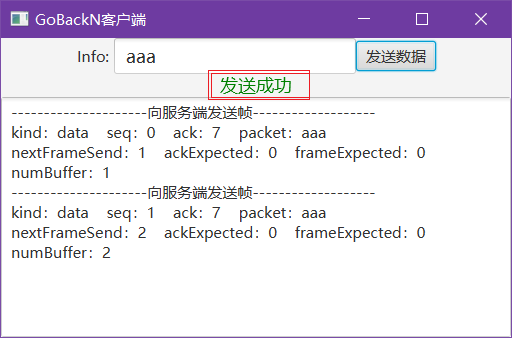 GoBackN客户端
Info: aaa 发送数据
发送成功
---------------------向服务端发送帧-------------------
kind: data seq: 0 ack: 7 packet: aaa
nextFrameSend: 1 ackExpected: 0 frameExpected: 0
numBuffer: 1
---------------------向服务端发送帧-------------------
kind: data seq: 1 ack: 7 packet: aaa
nextFrameSend: 2 ackExpected: 0 frameExpected: 0
numBuffer: 2